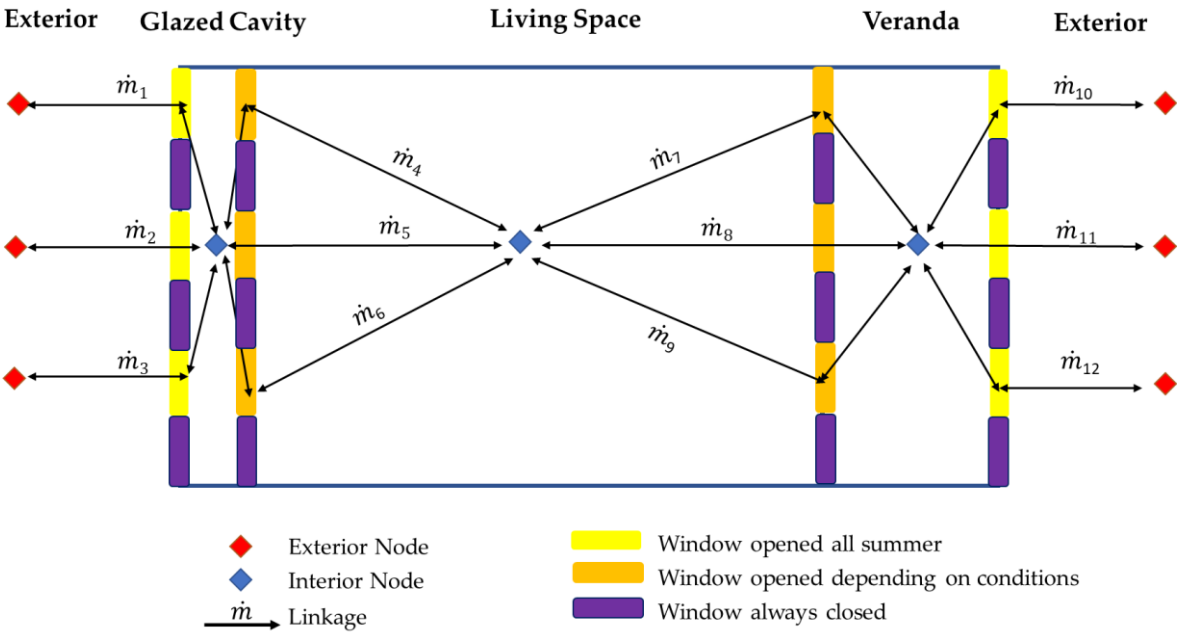 Exterior Glazed Cavity Living Space Veranda Exterior
ṁ1 ṁ10
ṁ4 ṁ7
ṁ2 ṁ5 ṁ8 ṁ11
ṁ6 ṁ9
ṁ3 ṁ12
Exterior Node
Interior Node
ṁ Linkage
Window opened all summer
Window opened depending on conditions
Window always closed